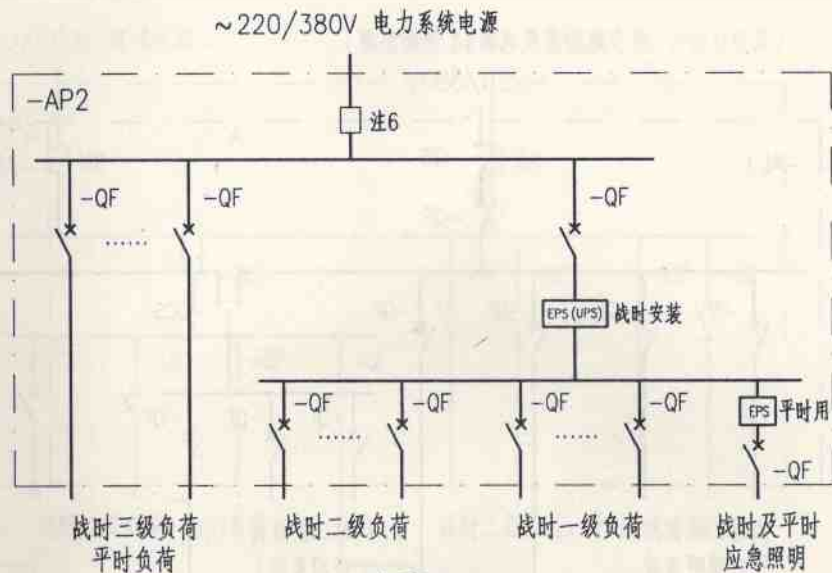 ~220/380V 电力系统电源
-AP2
注6
-QF
-QF
-QF
EPS(UPS) 战时安装
-QF
-QF
-QF
-QF
EPS 平时用
-QF
战时三级负荷
平时负荷
战时二级负荷
战时一级负荷
战时及平时
应急照明